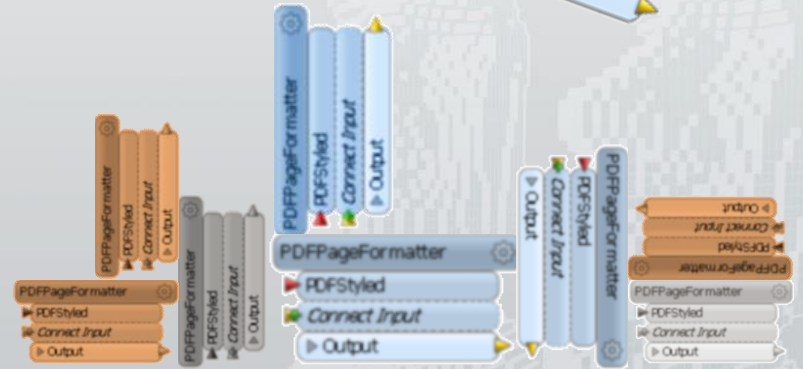 PDFPageFormatter
PDFStyled
Connect Input
Output
PDFPageFormatter
PDFStyled
Connect Input
Output
PDFPageFormatter
PDFStyled
Connect Input
Output
PDFPageFormatter
PDFStyled
Connect Input
Output
PDFPageFormatter
PDFStyled
Connect Input
Output
Output
Connect Input
PDFStyled
PDFPageFormatter
Output
Connect Input
PDFStyled
PDFPageFormatter
PDFPageFormatter
PDFStyled
Connect Input
Output